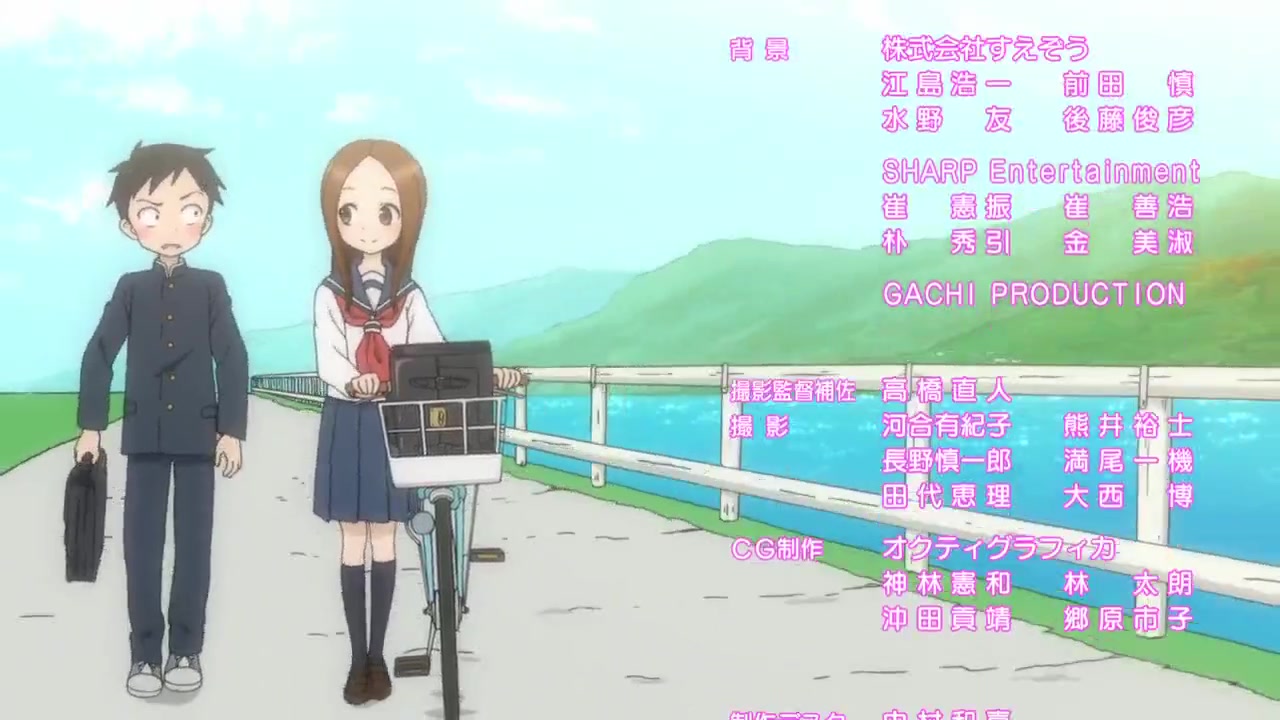 背景 株式会社すえぞう
江島浩一 前田 慎
水野 友 後藤俊彦
SHARP Entertainment
崔 憲振 崔 善浩
朴 秀引 金 美淑
GACHI PRODUCTION
撮影監督補佐 高橋直人
撮影 河合有紀子 熊井裕士
長野慎一郎 満尾一機
田代恵理 大西 博
CG制作 オクティグラフィカ
神林憲和 林 太朗
沖田貢靖 郷原市子